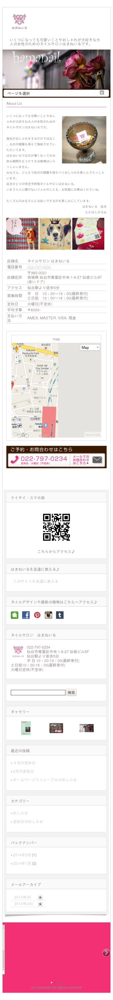 はまねいる
いくつになっても可愛いことやおしゃれが大好きな大
人の女性のためのネイルサロンはまねいるです。
hamanail
ページを選択
About Us
いくつになっても可愛いことやおし
ゃれが大好きな大人の女性のための
ネイルサロンはまねいるです。
指先のおしゃれをするだけではなく
、お爪の健康も考えて施術させてい
ただいてます。
はまねいるでは爪が薄くなってのお
休み期間をもうけてるお客様はいら
っしゃいません。
みなさん、ジェルで自爪の健康を保ちつつおしゃれを楽しんでらっしゃ
います。
店主ひとりの完全予約制ネイルサロンはまねいる。
いまさら人に聞けないジェルのことも、お気軽にお尋ねくださいね。
たくさんのみなさんとお会いできるのを楽しみにしています。
はまねいる　店主
たかはしひろみ
店舗名 ネイルサロン はまねいる
電話番号 022-797-0234
〒980-0021
店舗住所 宮城県 仙台市青葉区中央 1-6-27 仙信ビル5F
(赤いドア)
アクセス 仙台駅より徒歩5分
営業時間 平　日　10：00〜19：00(最終受付)
土日祝　10：00〜18：00(最終受付)
定休日 火曜日(不定休)
平均予算 ￥8000-
支払い方法 AMEX, MASTER, VISA, 現金
map
Map
Kakyoin
Ryokuchi Park
花京院緑地
Hotel Jal
City Sendai
ホテルJAL
シティ仙台
AER
仙台パルコ
さくら野
百貨店 仙台店
仙台駅前
Main Line
Terms of Use
ご予約・お問合わせはこちら
022-797-0234
定休日：火曜日（不定休）
メールでの
お問合わせ
はこちら
ケイタイ・スマホ版
こちらからアクセス♪
はまねいるを友達に教える♪
このサイトを友達に教える
ネイルデザインや最新の情報はこちらへアクセス♪
ネイルサロン　はまねいる
はまねいる
022-797-0234
仙台市青葉区中央 1-6-27 仙信ビル5F
仙台駅より徒歩5分
平 日 10：00-19：00(最終受付)
土日祝10：00-18：00(最終受付)
火曜日定休(不定休)
検索
ギャラリー
最近の投稿
- ３月の定休日
- 2月の定休日
- ホームページリニューアルのおしらせ
カテゴリー
- おしらせ
- 定休日のおしらせ
バックナンバー
- 2014年3月 (1)
- 2014年1月 (2)
メールアーカイブ
2014年(8)
2013年(45)
(c) hamanail All rights reserved